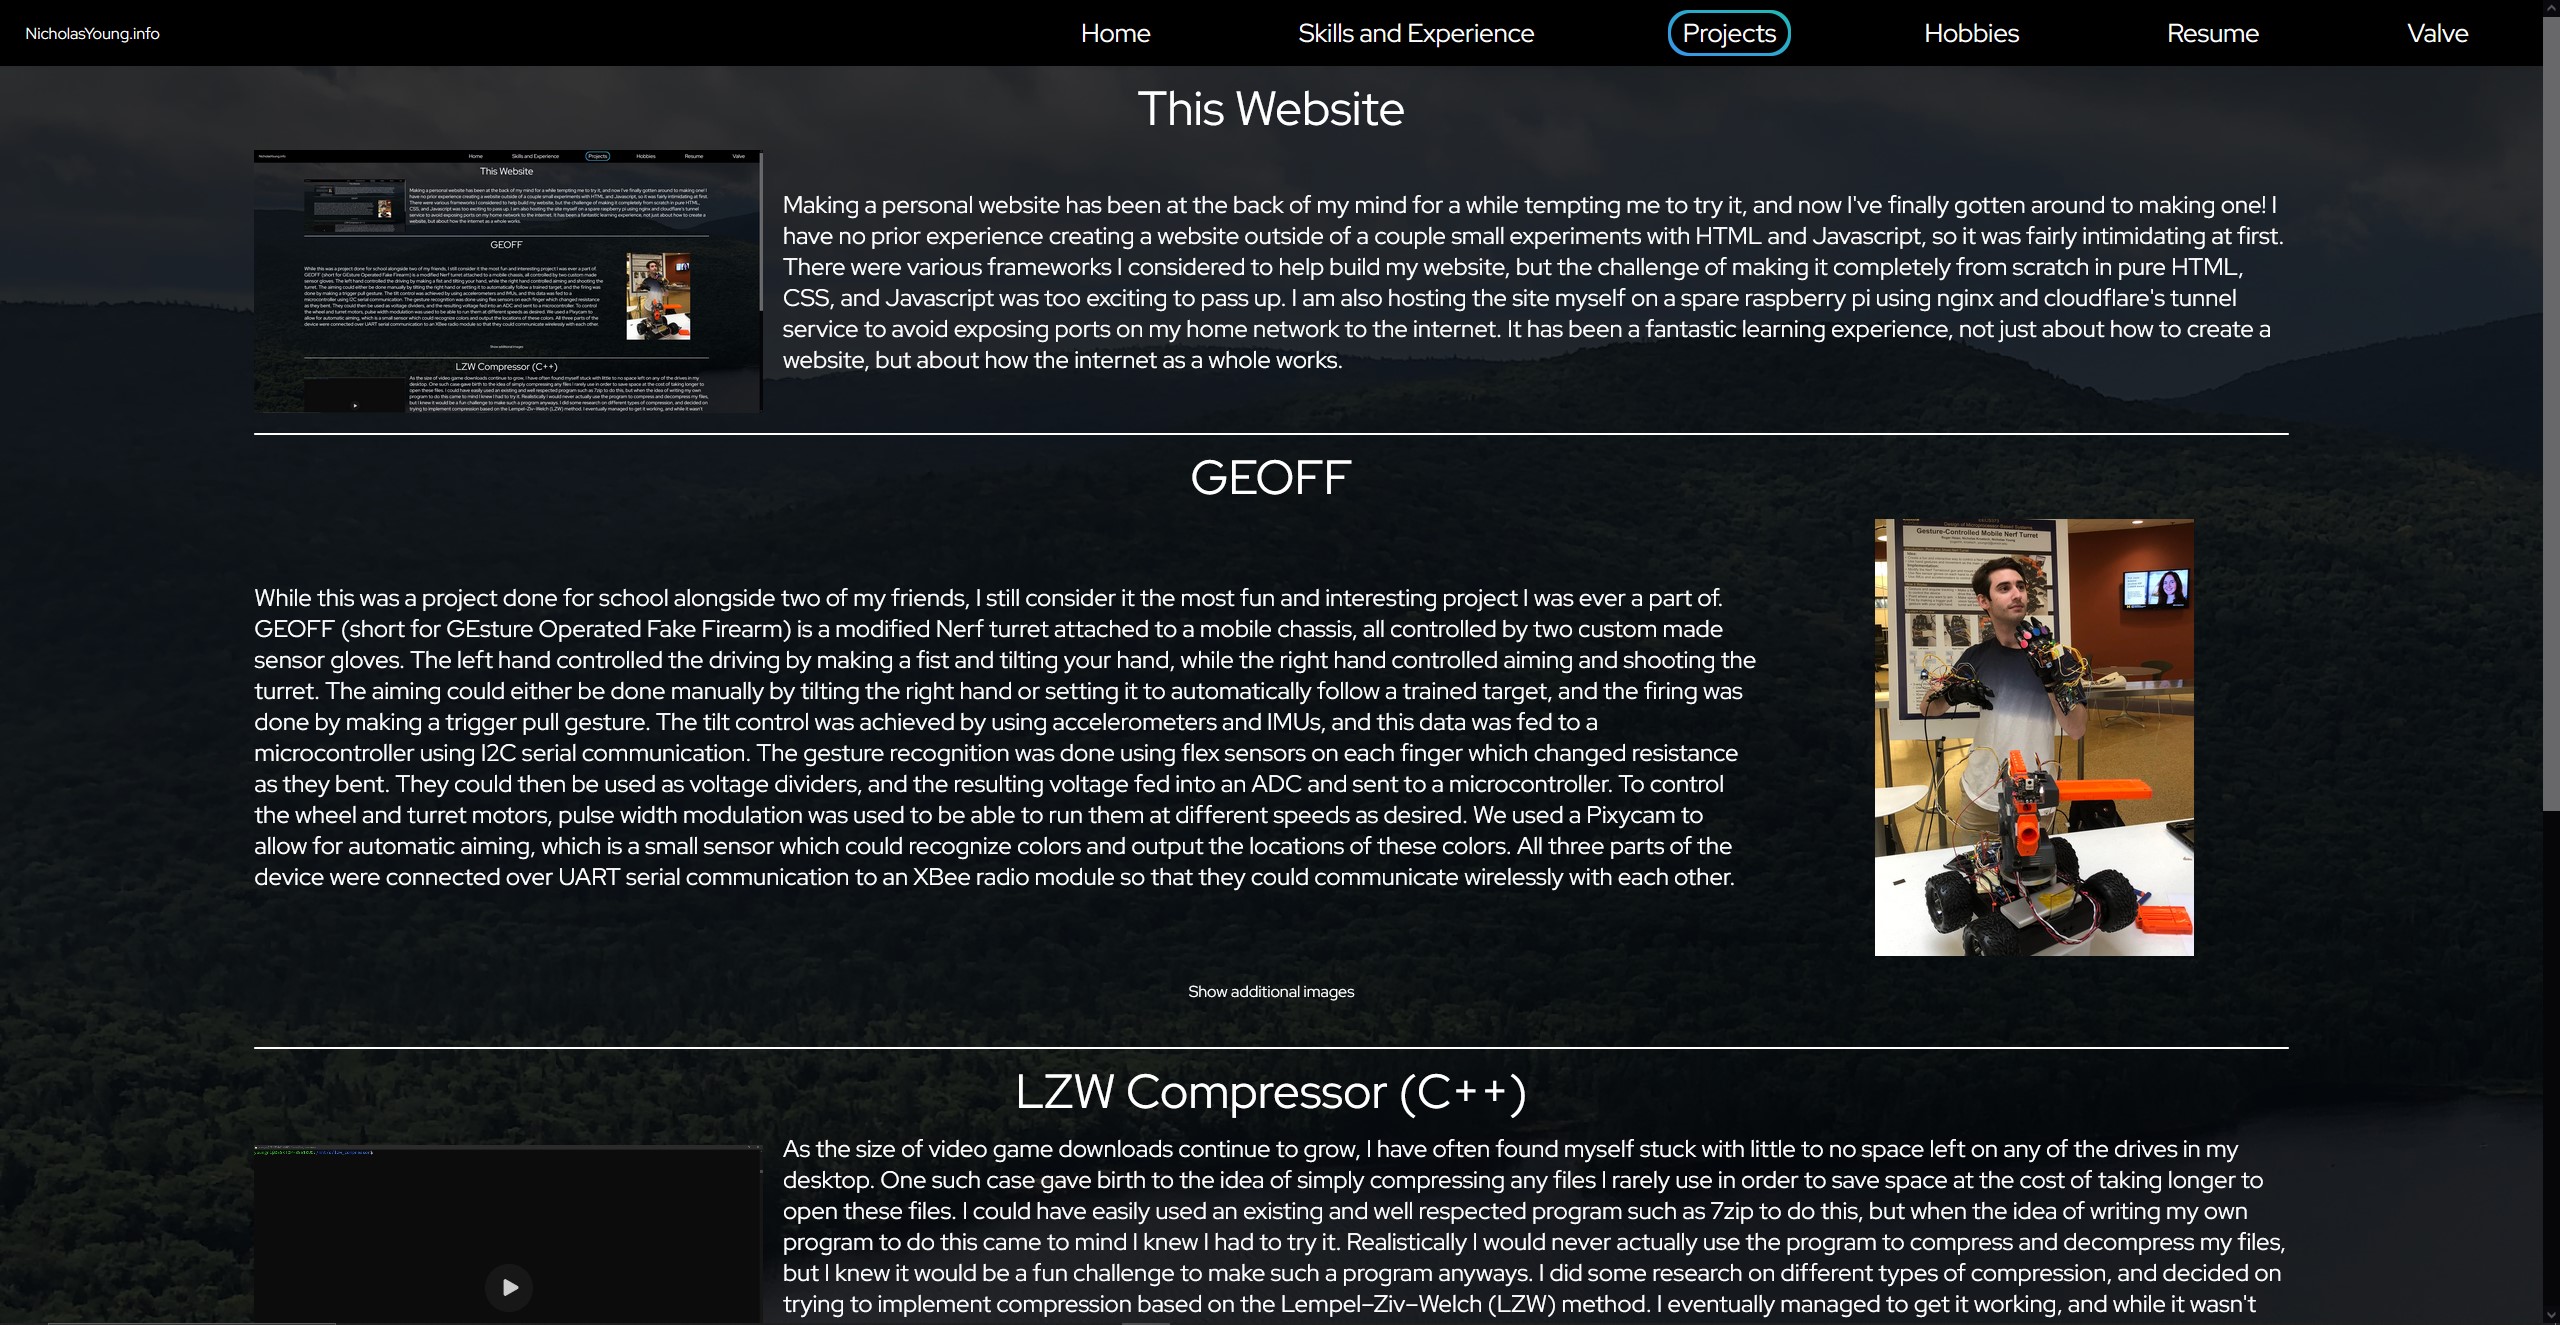 NicholasYoung.info
Home Skills and Experience Projects Hobbies Resume Valve
This Website
Making a personal website has been at the back of my mind for a while tempting me to try it, and now I've finally gotten around to making one! I
have no prior experience creating a website outside of a couple small experiments with HTML and Javascript, so it was fairly intimidating at first.
There were various frameworks I considered to help build my website, but the challenge of making it completely from scratch in pure HTML,
CSS, and Javascript was too exciting to pass up. I am also hosting the site myself on a spare raspberry pi using nginx and cloudflare's tunnel
service to avoid exposing ports on my home network to the internet. It has been a fantastic learning experience, not just about how to create a
website, but about how the internet as a whole works.
GEOFF
While this was a project done for school alongside two of my friends, I still consider it the most fun and interesting project I was ever a part of.
GEOFF (short for GEsture Operated Fake Firearm) is a modified Nerf turret attached to a mobile chassis, all controlled by two custom made
sensor gloves. The left hand controlled the driving by making a fist and tilting your hand, while the right hand controlled aiming and shooting the
turret. The aiming could either be done manually by tilting the right hand or setting it to automatically follow a trained target, and the firing was
done by making a trigger pull gesture. The tilt control was achieved by using accelerometers and IMUs, and this data was fed to a
microcontroller using I2C serial communication. The gesture recognition was done using flex sensors on each finger which changed resistance
as they bent. They could then be used as voltage dividers, and the resulting voltage fed into an ADC and sent to a microcontroller. To control
the wheel and turret motors, pulse width modulation was used to be able to run them at different speeds as desired. We used a Pixycam to
allow for automatic aiming, which is a small sensor which could recognize colors and output the locations of these colors. All three parts of the
device were connected over UART serial communication to an XBee radio module so that they could communicate wirelessly with each other.
Gesture-Controlled Mobile Nerf Turret
Show additional images
LZW Compressor (C++)
As the size of video game downloads continue to grow, I have often found myself stuck with little to no space left on any of the drives in my
desktop. One such case gave birth to the idea of simply compressing any files I rarely use in order to save space at the cost of taking longer to
open these files. I could have easily used an existing and well respected program such as 7zip to do this, but when the idea of writing my own
program to do this came to mind I knew I had to try it. Realistically I would never actually use the program to compress and decompress my files,
but I knew it would be a fun challenge to make such a program anyways. I did some research on different types of compression, and decided on
trying to implement compression based on the Lempel–Ziv–Welch (LZW) method. I eventually managed to get it working, and while it wasn't